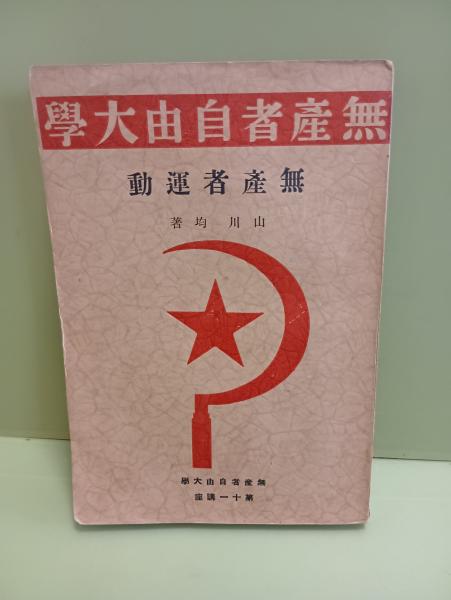 無產者自由大學
無產者運動
山川均著
無產者自由大學
第十一講座